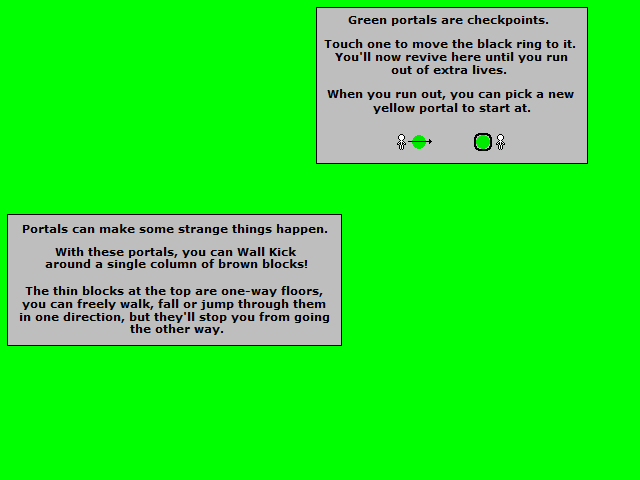 Green portals are checkpoints.
Touch one to move the black ring to it.
You'll now revive here until you run
out of extra lives.
When you run out, you can pick a new
yellow portal to start at.
Portals can make some strange things happen.
With these portals, you can Wall Kick
around a single column of brown blocks!
The thin blocks at the top are one-way floors,
you can freely walk, fall or jump through them
in one direction, but they'll stop you from going
the other way.